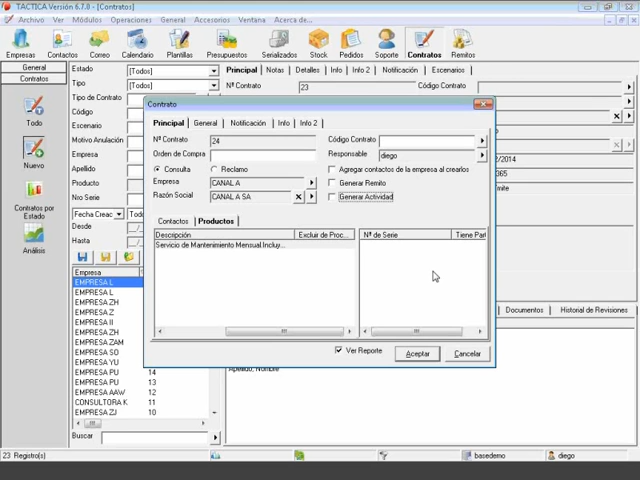 TACTICA Versión 6.7.0 - [Contratos]
Archivo Ver Módulos Operaciones General Accesorios Ventana Acerca de...
Empresas Contactos Correo Calendario Plantillas Presupuestos Serializados Stock Pedidos Soporte Contratos Remitos
General
Contratos
Todo
Nuevo
Contratos por Estado
Análisis
Estado [Todos]
Tipo [Todos]
Tipo de Contrato
Código
Escenario
Motivo Anulación
Empresa
Apellido
Producto
Nro Serie
Fecha Creac Todo
Desde
Hasta
Empresa
EMPRESA L
EMPRESA L
EMPRESA ZH
EMPRESA Z
EMPRESA II
EMPRESA ZH
EMPRESA ZAM
EMPRESA SO
EMPRESA YU
EMPRESA PU 14
EMPRESA PU 13
EMPRESA AAW 12
CONSULTORA K 11
EMPRESA ZJ 10
Buscar
Principal Notas Detalles Info Info 2 Notificación Escenarios
Nº Contrato 23 Código Contrato
2/2014
065
Documentos Historial de Revisiones
Apellido, Nombre
Contrato
Principal General Notificación Info Info 2
Nº Contrato 24 Código Contrato
Orden de Compra Responsable diego
Consulta Reclamo Agregar contactos de la empresa al crearlos
Empresa CANAL A Generar Remito
Razón Social CANAL A SA Generar Actividad
Contactos Productos
Descripción Excluir de Proc... Nº de Serie Tiene Part
Servicio de Mantenimiento Mensual.Incluy...
Ver Reporte Aceptar Cancelar
23 Registro(s) basedemo diego